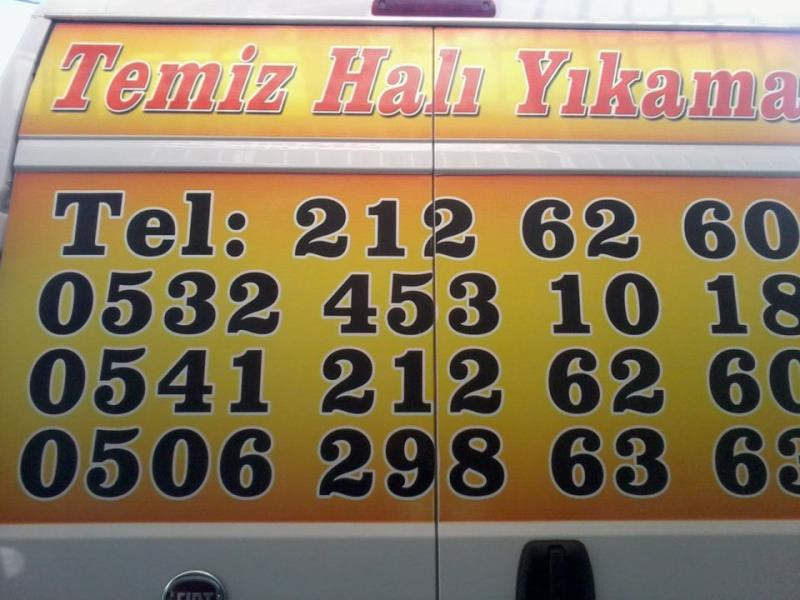 Temiz Halı Yıkama
Tel: 212 62 60
0532 453 10 18
0541 212 62 60
0506 298 63 63
FIAT